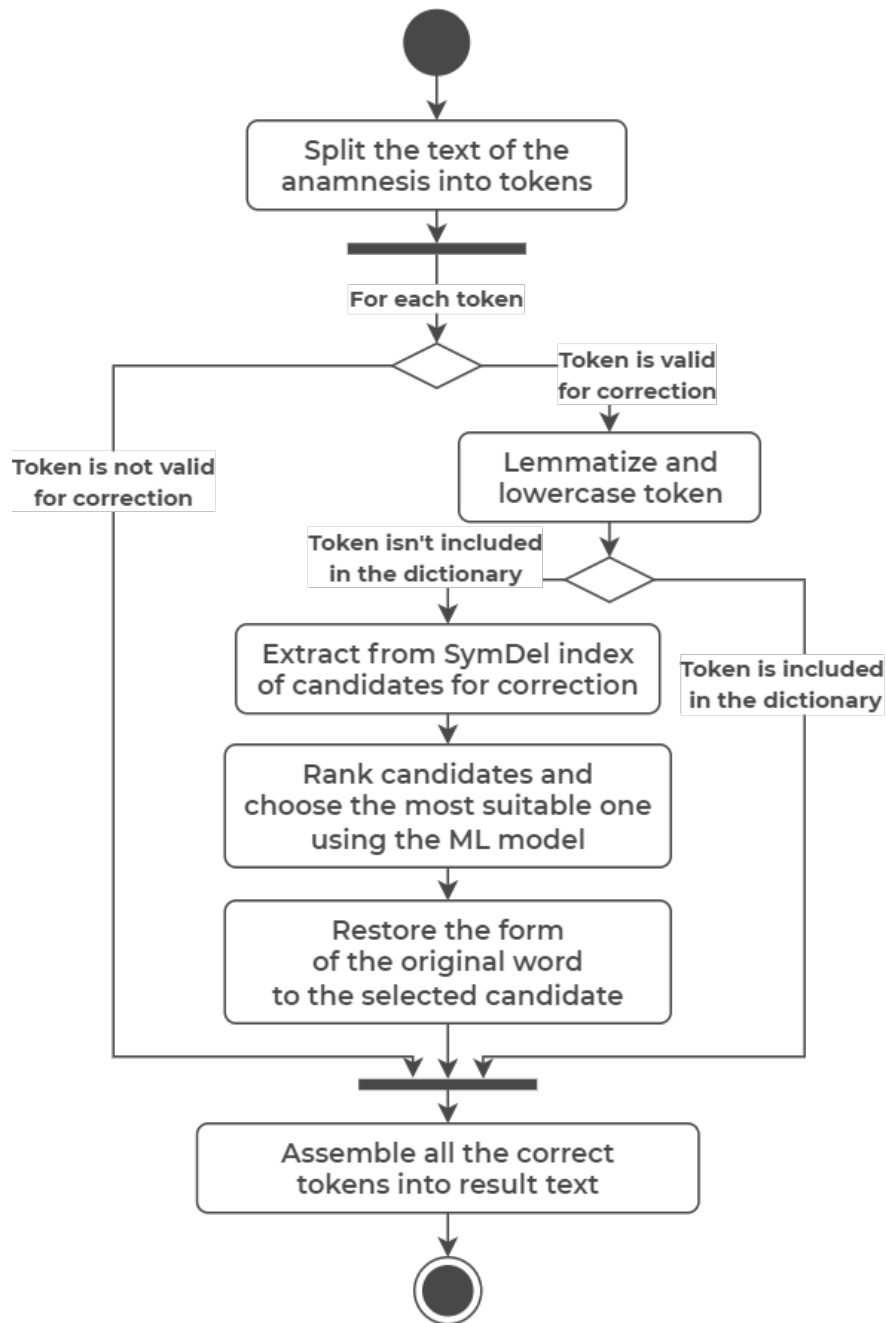 Split the text of the
anamnesis into tokens
For each token
Token is valid
for correction
Token is not valid
for correction
Lemmatize and
lowercase token
Token isn't included
in the dictionary
Extract from SymDel index
of candidates for correction
Token is included
in the dictionary
Rank candidates and
choose the most suitable one
using the ML model
Restore the form
of the original word
to the selected candidate
Assemble all the correct
tokens into result text